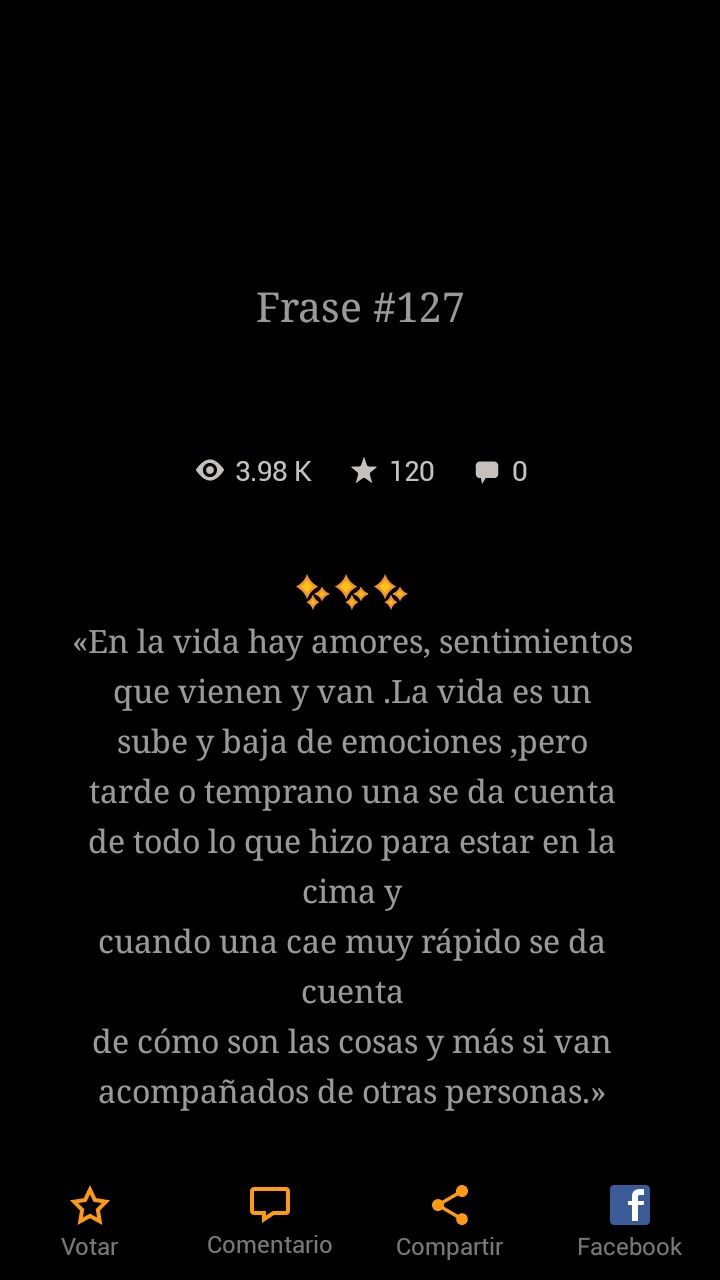 Frase #127
3.98 K 120 0
«En la vida hay amores, sentimientos
que vienen y van .La vida es un
sube y baja de emociones ,pero
tarde o temprano una se da cuenta
de todo lo que hizo para estar en la
cima y
cuando una cae muy rápido se da
cuenta
de cómo son las cosas y más si van
acompañados de otras personas.»
Votar Comentario Compartir Facebook